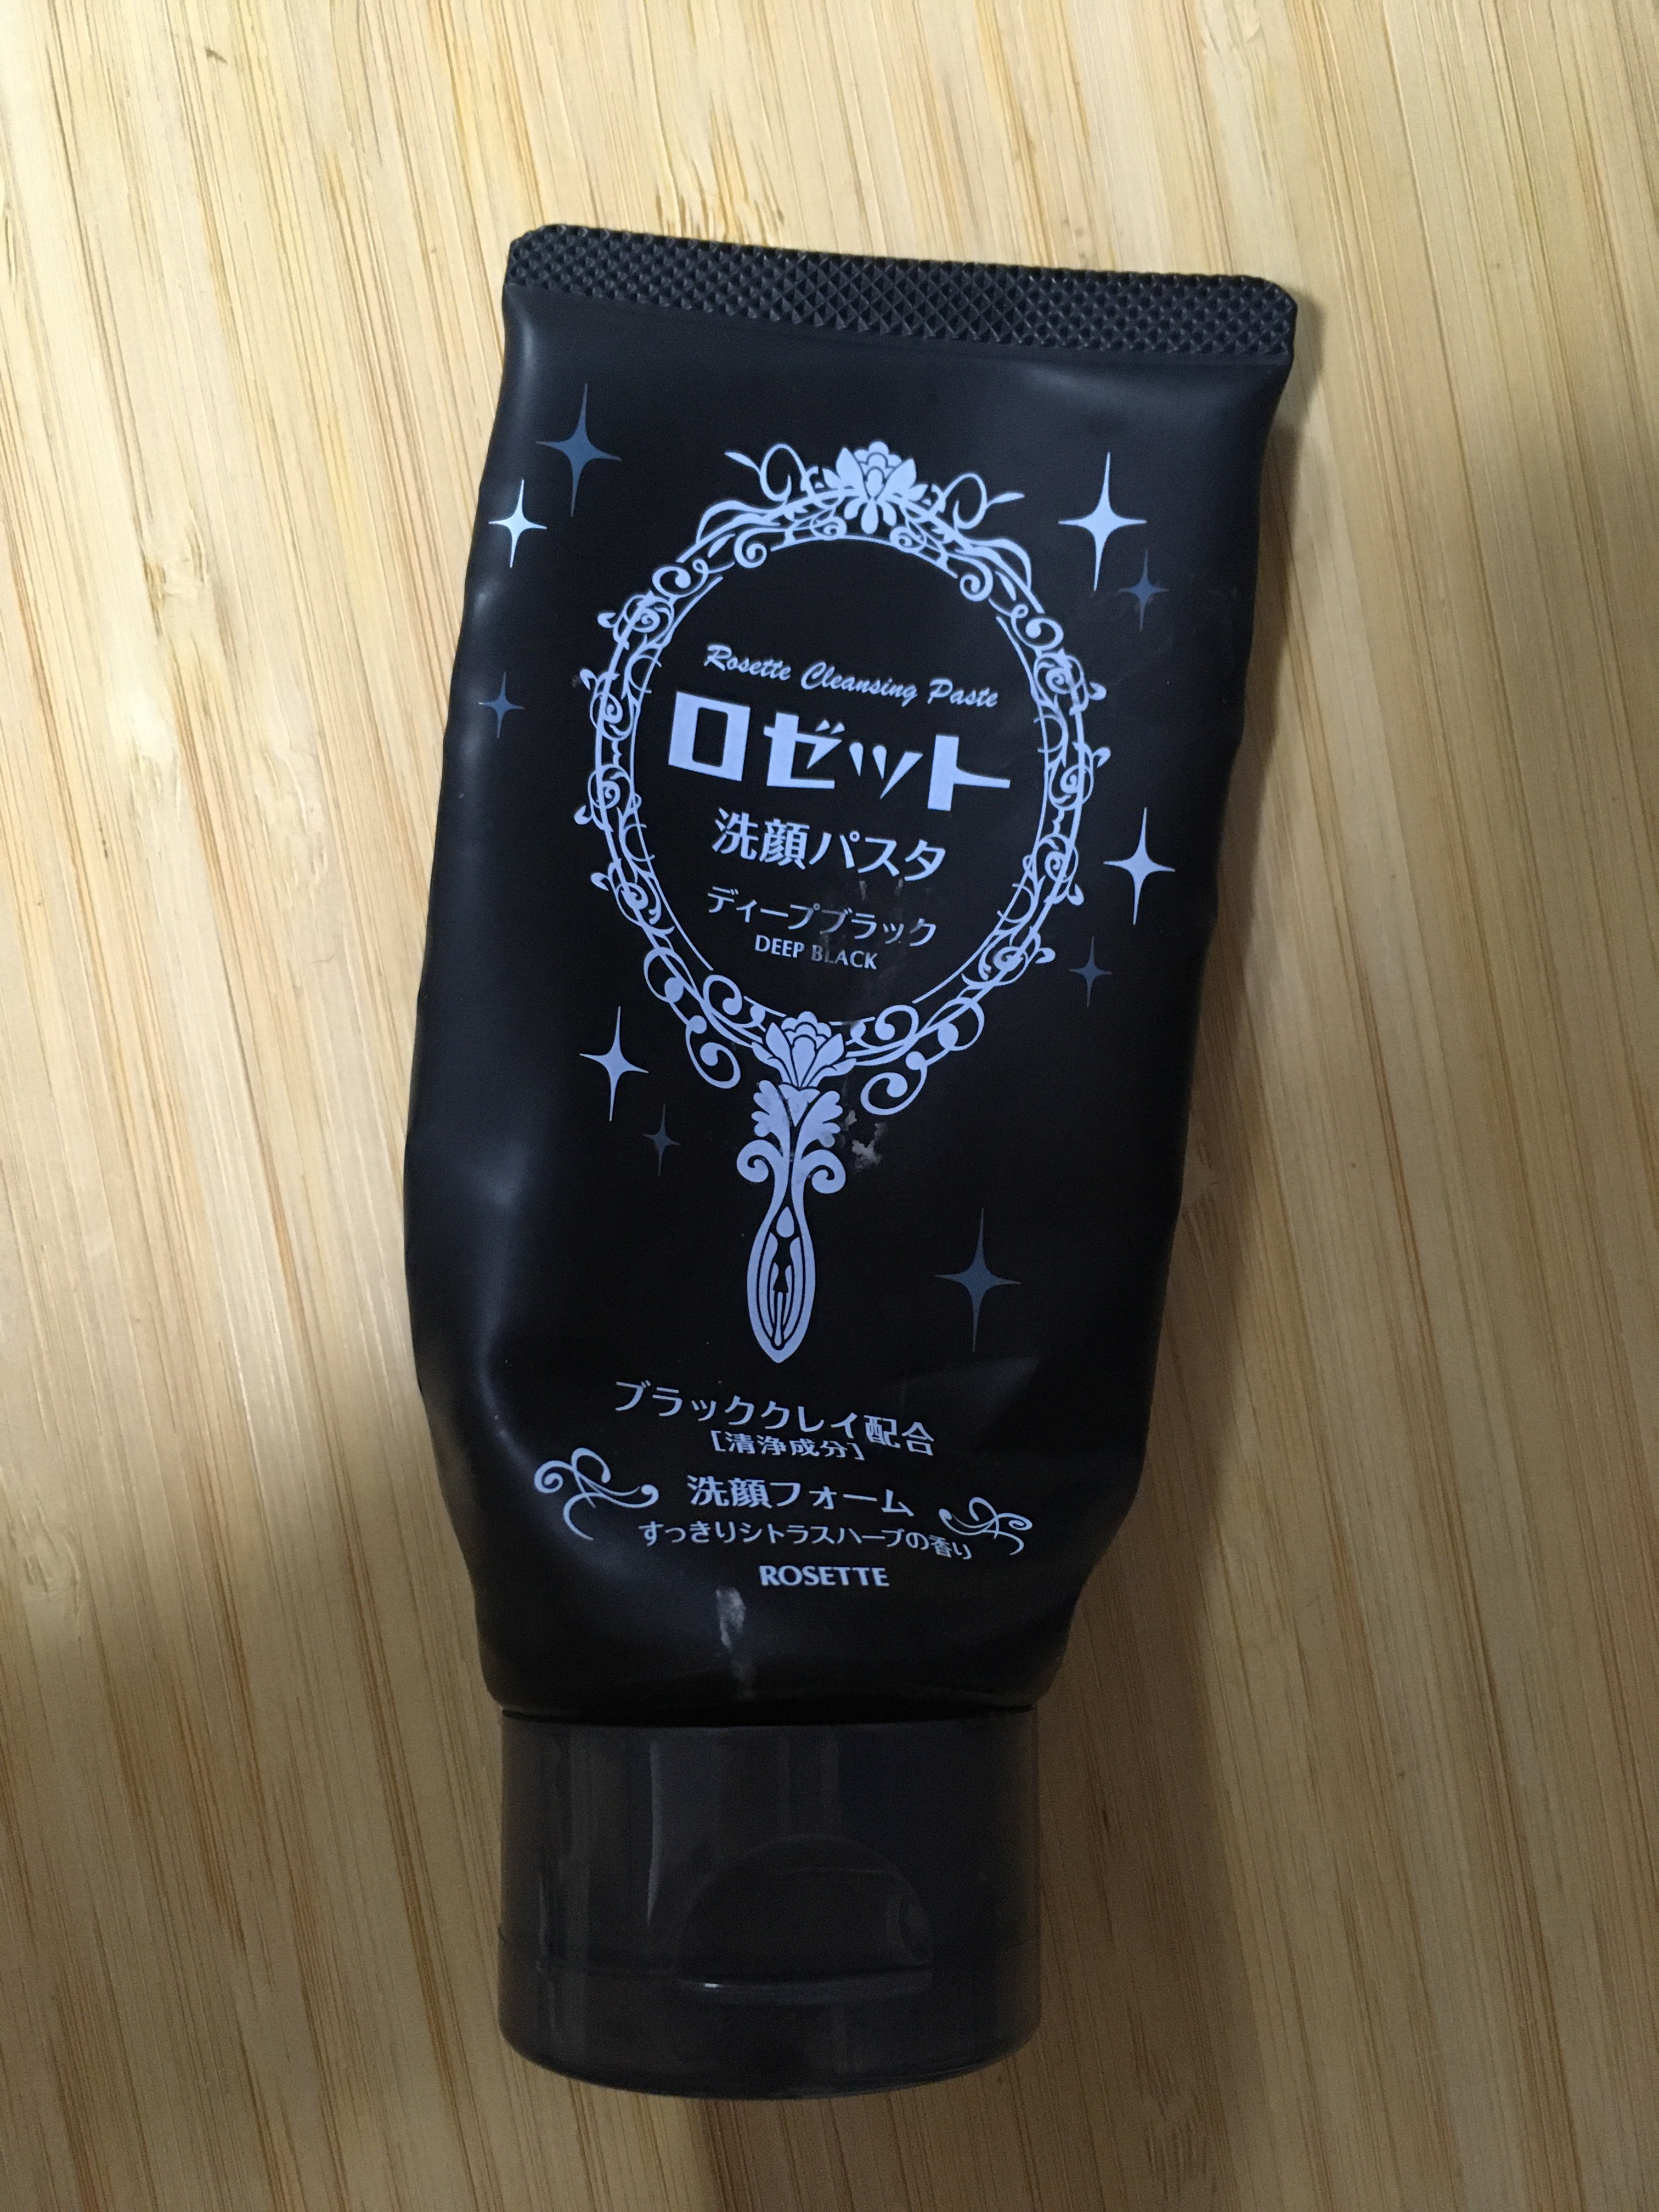 Rosette Cleansing Paste
ロゼット
洗顔パスタ
ディープブラック
DEEP BLACK
ブラッククレイ配合
[清浄成分]
洗顔フォーム
すっきりシトラスハーブの香り
ROSETTE